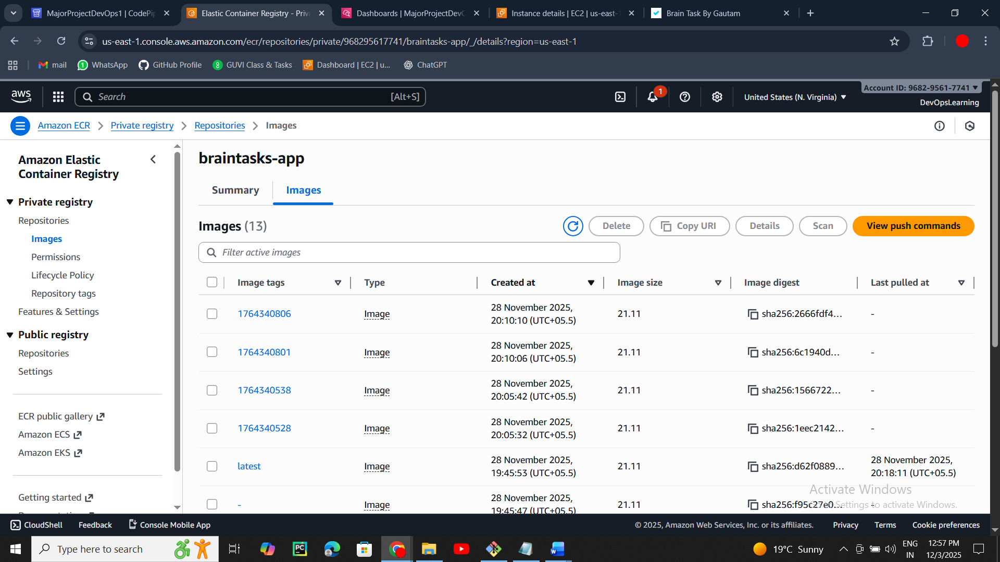 MajorProjectDevOps1 | CodePip
Elastic Container Registry - Priva
Dashboards | MajorProjectDevO
Instance details | EC2 | us-east-1
Brain Task By Gautam
us-east-1.console.aws.amazon.com/ecr/repositories/private/968295617741/braintasks-app/_/details?region=us-east-1
mail
WhatsApp
GitHub Profile
GUVI Class & Tasks
Dashboard | EC2 | u...
ChatGPT
aws
Search
[Alt+S]
1
United States (N. Virginia)
Account ID: 9682-9561-7741
DevOpsLearning
Amazon ECR
Private registry
Repositories
Images
Amazon Elastic
Container Registry
Private registry
Repositories
Images
Permissions
Lifecycle Policy
Repository tags
Features & Settings
Public registry
Repositories
Settings
ECR public gallery
Amazon ECS
Amazon EKS
Getting started
braintasks-app
Summary
Images
Images (13)
Delete
Copy URI
Details
Scan
View push commands
Filter active images
Image tags
Type
Created at
Image size
Image digest
Last pulled at
1764340806
Image
28 November 2025,
20:10:10 (UTC+05.5)
21.11
sha256:2666fdf4...
-
1764340801
Image
28 November 2025,
20:10:06 (UTC+05.5)
21.11
sha256:6c1940d...
-
1764340538
Image
28 November 2025,
20:05:42 (UTC+05.5)
21.11
sha256:1566722...
-
1764340528
Image
28 November 2025,
20:05:32 (UTC+05.5)
21.11
sha256:1eec2142...
-
latest
Image
28 November 2025,
19:45:53 (UTC+05.5)
21.11
sha256:d62f0889...
28 November 2025,
20:18:11 (UTC+05.5)
-
Image
28 November 2025,
19:45:47 (UTC+05.5)
21.11
sha256:f95c27e0...
-
Activate Windows
Go to Settings to activate Windows.
CloudShell
Feedback
Console Mobile App
© 2025, Amazon Web Services, Inc. or its affiliates.
Privacy
Terms
Cookie preferences
Type here to search
19°C Sunny
ENG
IN
12:57 PM
12/3/2025